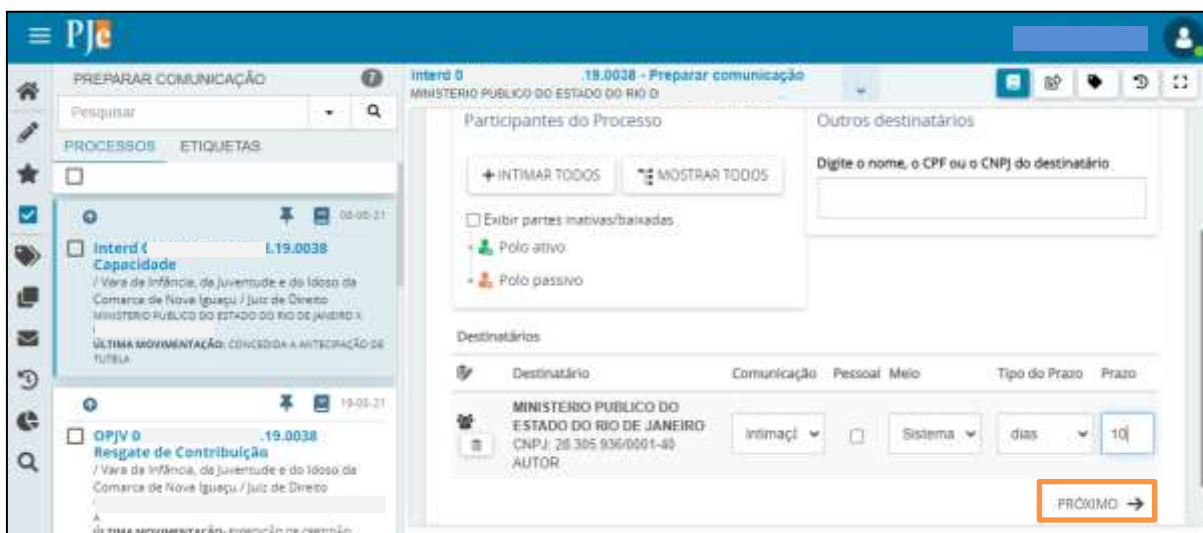 PJe
PREPARAR COMUNICAÇÃO
?
Pesquisar
PROCESSOS ETIQUETAS
08-06-21
Interd 0 .19.0038
Capacidade
/ Vara da Infância, da Juventude e do Idoso da
Comarca de Nova Iguaçu / Juiz de Direito
MINISTERIO PUBLICO DO ESTADO DO RIO DE JANEIRO X
ÚLTIMA MOVIMENTAÇÃO: CONCEDIDA A ANTECIPAÇÃO DE
TUTELA
19-05-21
OPJV 0 .19.0038
Resgate de Contribuição
/ Vara da Infância, da Juventude e do Idoso da
Comarca de Nova Iguaçu / Juiz de Direito
ÚLTIMA MOVIMENTAÇÃO: EXPEDIÇÃO DE CERTIDÃO
Interd 0 .19.0038 - Preparar comunicação
MINISTERIO PUBLICO DO ESTADO DO RIO D
Participantes do Processo
+ INTIMAR TODOS MOSTRAR TODOS
Exibir partes inativas/baixadas
Polo ativo
Polo passivo
Outros destinatários
Digite o nome, o CPF ou o CNPJ do destinatário
Destinatários
Destinatário Comunicação Pessoal Meio Tipo do Prazo Prazo
MINISTERIO PUBLICO DO
ESTADO DO RIO DE JANEIRO
CNPJ: 28.305.936/0001-40
AUTOR
Intimaçã Sistema dias 10
PRÓXIMO →